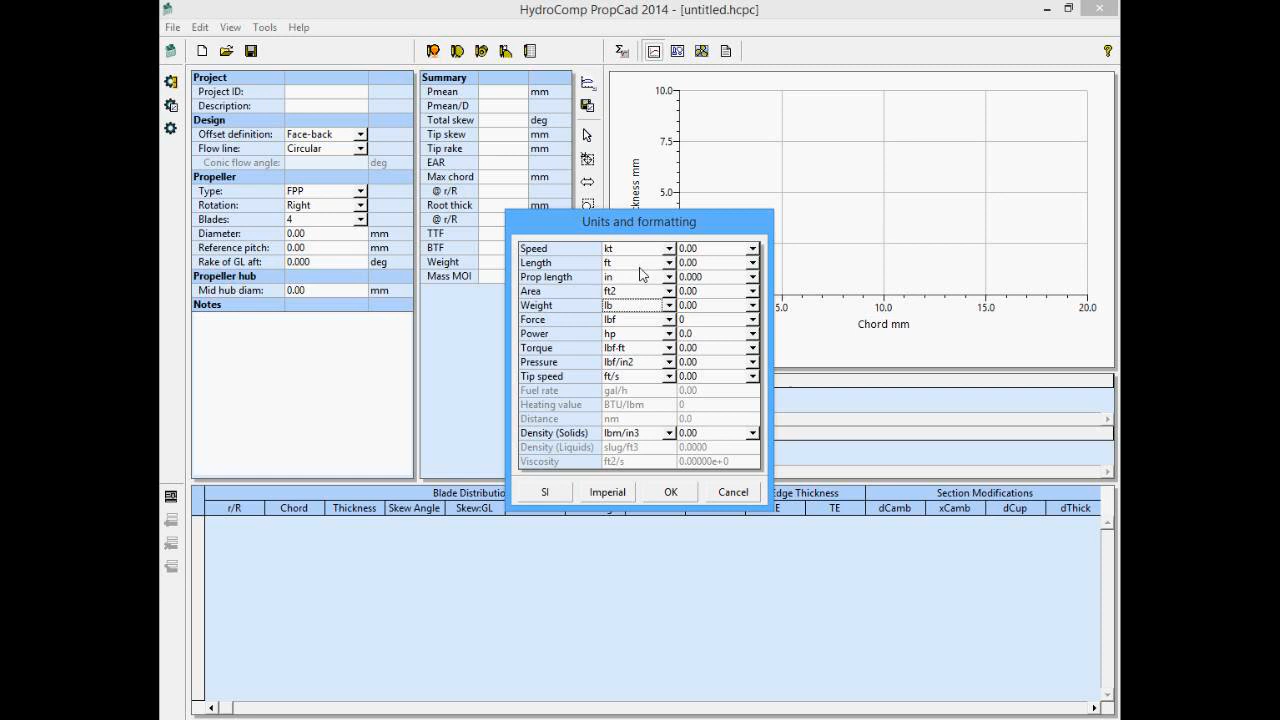 HydroComp PropCad 2014 - [untitled.hcpc]
File Edit View Tools Help
Project
Project ID:
Description:
Design
Offset definition: Face-back
Flow line: Circular
Conic flow angle: deg
Propeller
Type: FPP
Rotation: Right
Blades: 4
Diameter: 0.00 mm
Reference pitch: 0.00 mm
Rake of GL aft: 0.000 deg
Propeller hub
Mid hub diam: 0.00 mm
Notes
Summary
Pmean mm
Pmean/D
Total skew deg
Tip skew mm
Tip rake mm
EAR
Max chord mm
@ r/R
Root thick mm
@ r/R
TTF
BTF
Weight
Mass MOI
10.0
7.5
5.0
kness mm
5.0 10.0 15.0 20.0
Chord mm
Units and formatting
Speed kt 0.00
Length ft 0.00
Prop length in 0.000
Area ft2 0.00
Weight lb 0.00
Force lbf 0
Power hp 0.0
Torque lbf-ft 0.00
Pressure lbf/in2 0.00
Tip speed ft/s 0.00
Fuel rate gal/h 0.00
Heating value BTU/lbm 0
Distance nm 0.0
Density (Solids) lbm/in3 0.00
Density (Liquids) slug/ft3 0.0000
Viscosity ft2/s 0.00000e+0
SI Imperial OK Cancel
Blade Distributio Edge Thickness Section Modifications
r/R Chord Thickness Skew Angle Skew:GL E TE dCamb xCamb dCup dThick